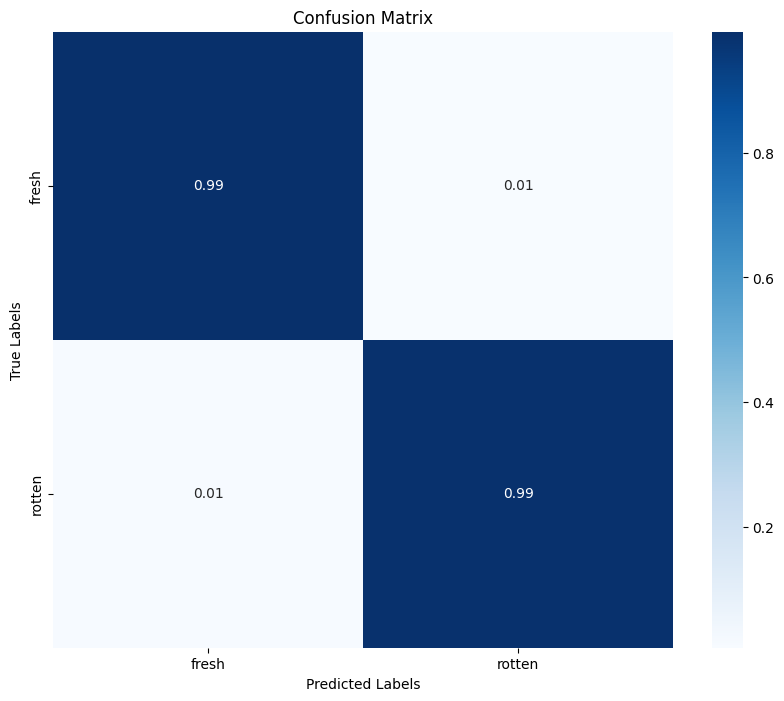 Confusion Matrix
True Labels
fresh
rotten
0.99
0.01
0.01
0.99
fresh
rotten
Predicted Labels
0.8
0.6
0.4
0.2